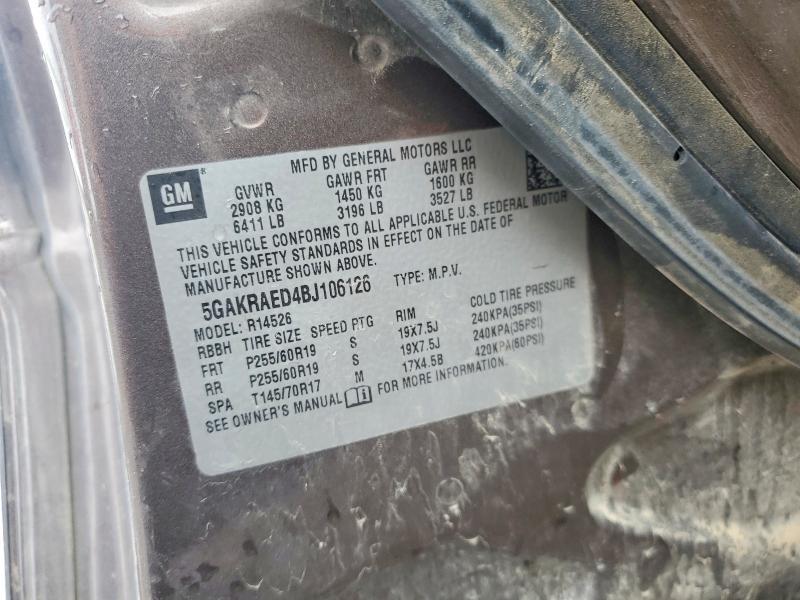 MFD BY GENERAL MOTORS LLC
GM®
GVWR GAWR FRT GAWR RR
2908 KG 1450 KG 1600 KG
6411 LB 3196 LB 3527 LB
THIS VEHICLE CONFORMS TO ALL APPLICABLE U.S. FEDERAL MOTOR
VEHICLE SAFETY STANDARDS IN EFFECT ON THE DATE OF
MANUFACTURE SHOWN ABOVE.
5GAKRAED4BJ106126 TYPE: M.P.V.
MODEL: R14526
RBBH TIRE SIZE SPEED RTG RIM COLD TIRE PRESSURE
FRT P255/60R19 S 19X7.5J 240KPA(35PSI)
RR P255/60R19 S 19X7.5J 240KPA(35PSI)
SPA T145/70R17 M 17X4.5B 420KPA(60PSI)
SEE OWNER'S MANUAL FOR MORE INFORMATION.